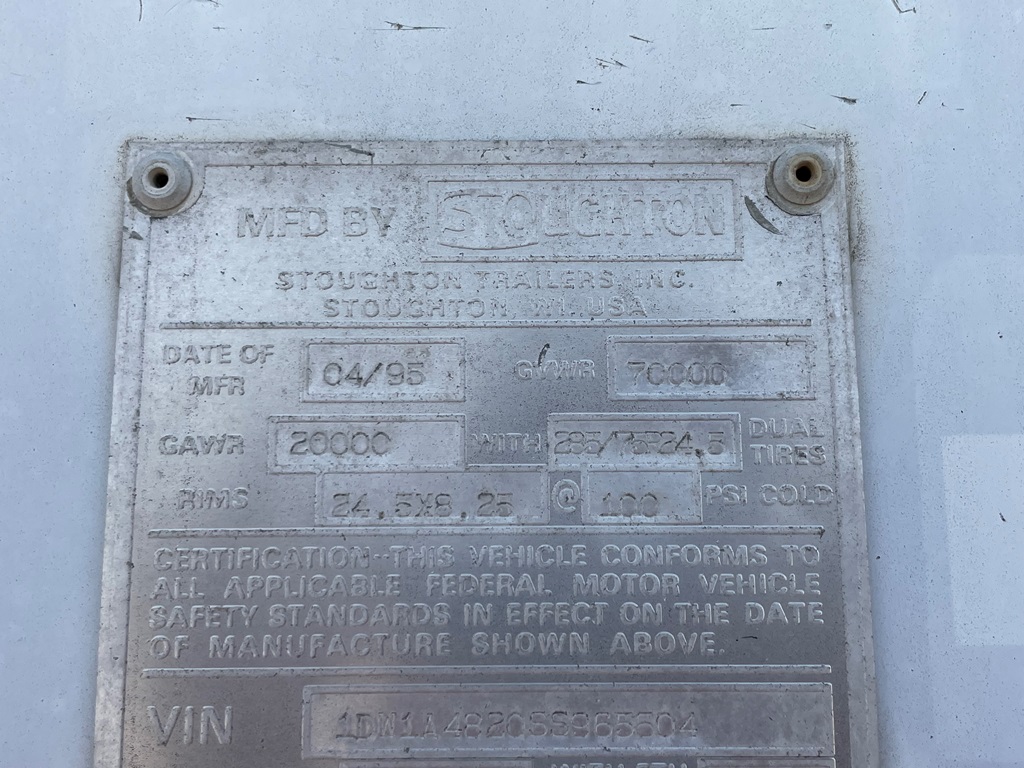 MFD BY STOUGHTON
STOUGHTON TRAILERS, INC.
STOUGHTON, WI. USA
DATE OF MFR 04/95 GVWR 70000
GAWR 20000 WITH 285/75R24.5 DUAL TIRES
RIMS 24.5X8.25 @ 100 PSI COLD
CERTIFICATION--THIS VEHICLE CONFORMS TO
ALL APPLICABLE FEDERAL MOTOR VEHICLE
SAFETY STANDARDS IN EFFECT ON THE DATE
OF MANUFACTURE SHOWN ABOVE.
VIN